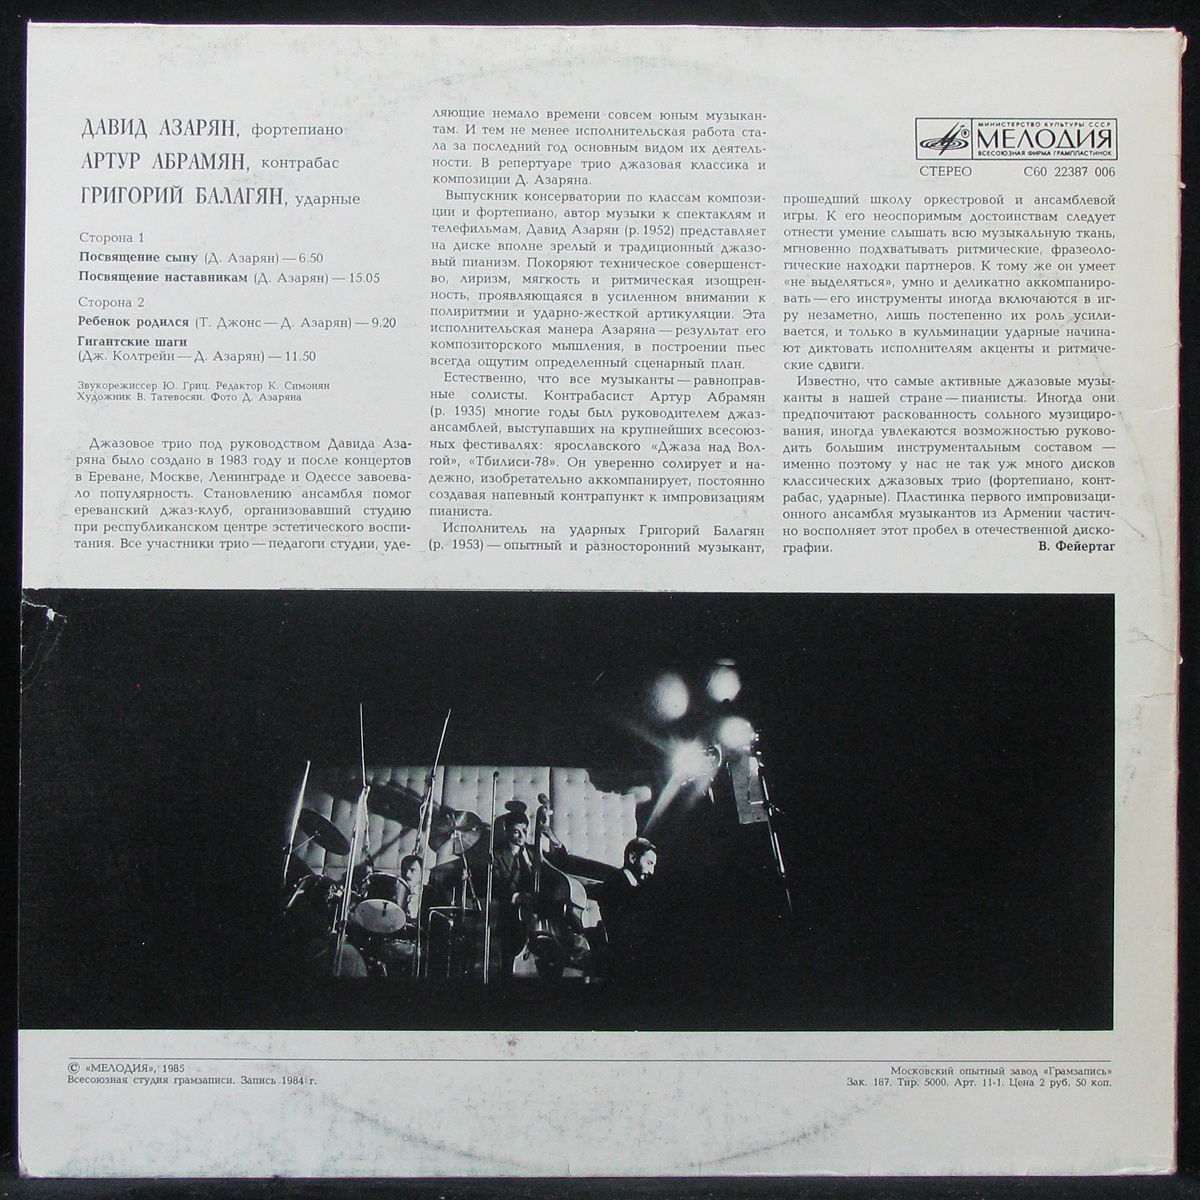 ДАВИД АЗАРЯН, фортепиано
АРТУР АБРАМЯН, контрабас
ГРИГОРИЙ БАЛАГЯН, ударные
Сторона 1
Посвящение сыну (Д. Азарян) — 6.50
Посвящение наставникам (Д. Азарян) — 15.05
Сторона 2
Ребенок родился (Т. Джонс — Д. Азарян) — 9.20
Гигантские шаги
(Дж. Колтрейн — Д. Азарян) — 11.50
Звукорежиссер Ю. Гриц. Редактор К. Симонян
Художник В. Татевосян. Фото Д. Азаряна
Джазовое трио под руководством Давида Аза-
ряна было создано в 1983 году и после концертов
в Ереване, Москве, Ленинграде и Одессе завоева-
ло популярность. Становлению ансамбля помог
ереванский джаз-клуб, организовавший студию
при республиканском центре эстетического воспи-
тания. Все участники трио — педагоги студии, уде-
ляющие немало времени совсем юным музыкан-
там. И тем не менее исполнительская работа ста-
ла за последний год основным видом их деятель-
ности. В репертуаре трио джазовая классика и
композиции Д. Азаряна.
Выпускник консерватории по классам компози-
ции и фортепиано, автор музыки к спектаклям и
телефильмам, Давид Азарян (р. 1952) представляет
на диске вполне зрелый и традиционный джазо-
вый пианизм. Покоряют техническое совершенст-
во, лиризм, мягкость и ритмическая изощрен-
ность, проявляющаяся в усиленном внимании к
полиритмии и ударно-жесткой артикуляции. Эта
исполнительская манера Азаряна — результат его
композиторского мышления, в построении пьес
всегда ощутим определенный сценарный план.
Естественно, что все музыканты — равноправ-
ные солисты. Контрабасист Артур Абрамян
(р. 1935) многие годы был руководителем джаз-
ансамблей, выступавших на крупнейших всесоюз-
ных фестивалях: ярославского «Джаза над Вол-
гой», «Тбилиси-78». Он уверенно солирует и на-
дежно, изобретательно аккомпанирует, постоянно
создавая напевный контрапункт к импровизациям
пианиста.
Исполнитель на ударных Григорий Балагян
(р. 1953) — опытный и разносторонний музыкант,
МИНИСТЕРСТВО КУЛЬТУРЫ СССР
МЕЛОДИЯ
ВСЕСОЮЗНАЯ ФИРМА ГРАМПЛАСТИНОК
СТЕРЕО С60 22387 006
прошедший школу оркестровой и ансамблевой
игры. К его неоспоримым достоинствам следует
отнести умение слышать всю музыкальную ткань,
мгновенно подхватывать ритмические, фразеоло-
гические находки партнеров. К тому же он умеет
«не выделяться», умно и деликатно аккомпаниро-
вать — его инструменты иногда включаются в иг-
ру незаметно, лишь постепенно их роль усили-
вается, и только в кульминации ударные начина-
ют диктовать исполнителям акценты и ритмиче-
ские сдвиги.
Известно, что самые активные джазовые музы-
канты в нашей стране — пианисты. Иногда они
предпочитают раскованность сольного музициро-
вания, иногда увлекаются возможностью руково-
дить большим инструментальным составом —
именно поэтому у нас не так уж много дисков
классических джазовых трио (фортепиано, конт-
рабас, ударные). Пластинка первого импровизаци-
онного ансамбля музыкантов из Армении частич-
но восполняет этот пробел в отечественной диско-
графии. В. Фейертаг
© «МЕЛОДИЯ», 1985
Всесоюзная студия грамзаписи. Запись 1984 г.
Московский опытный завод «Грамзапись»
Зак. 187. Тир. 5000. Арт. 11-1. Цена 2 руб. 50 коп.